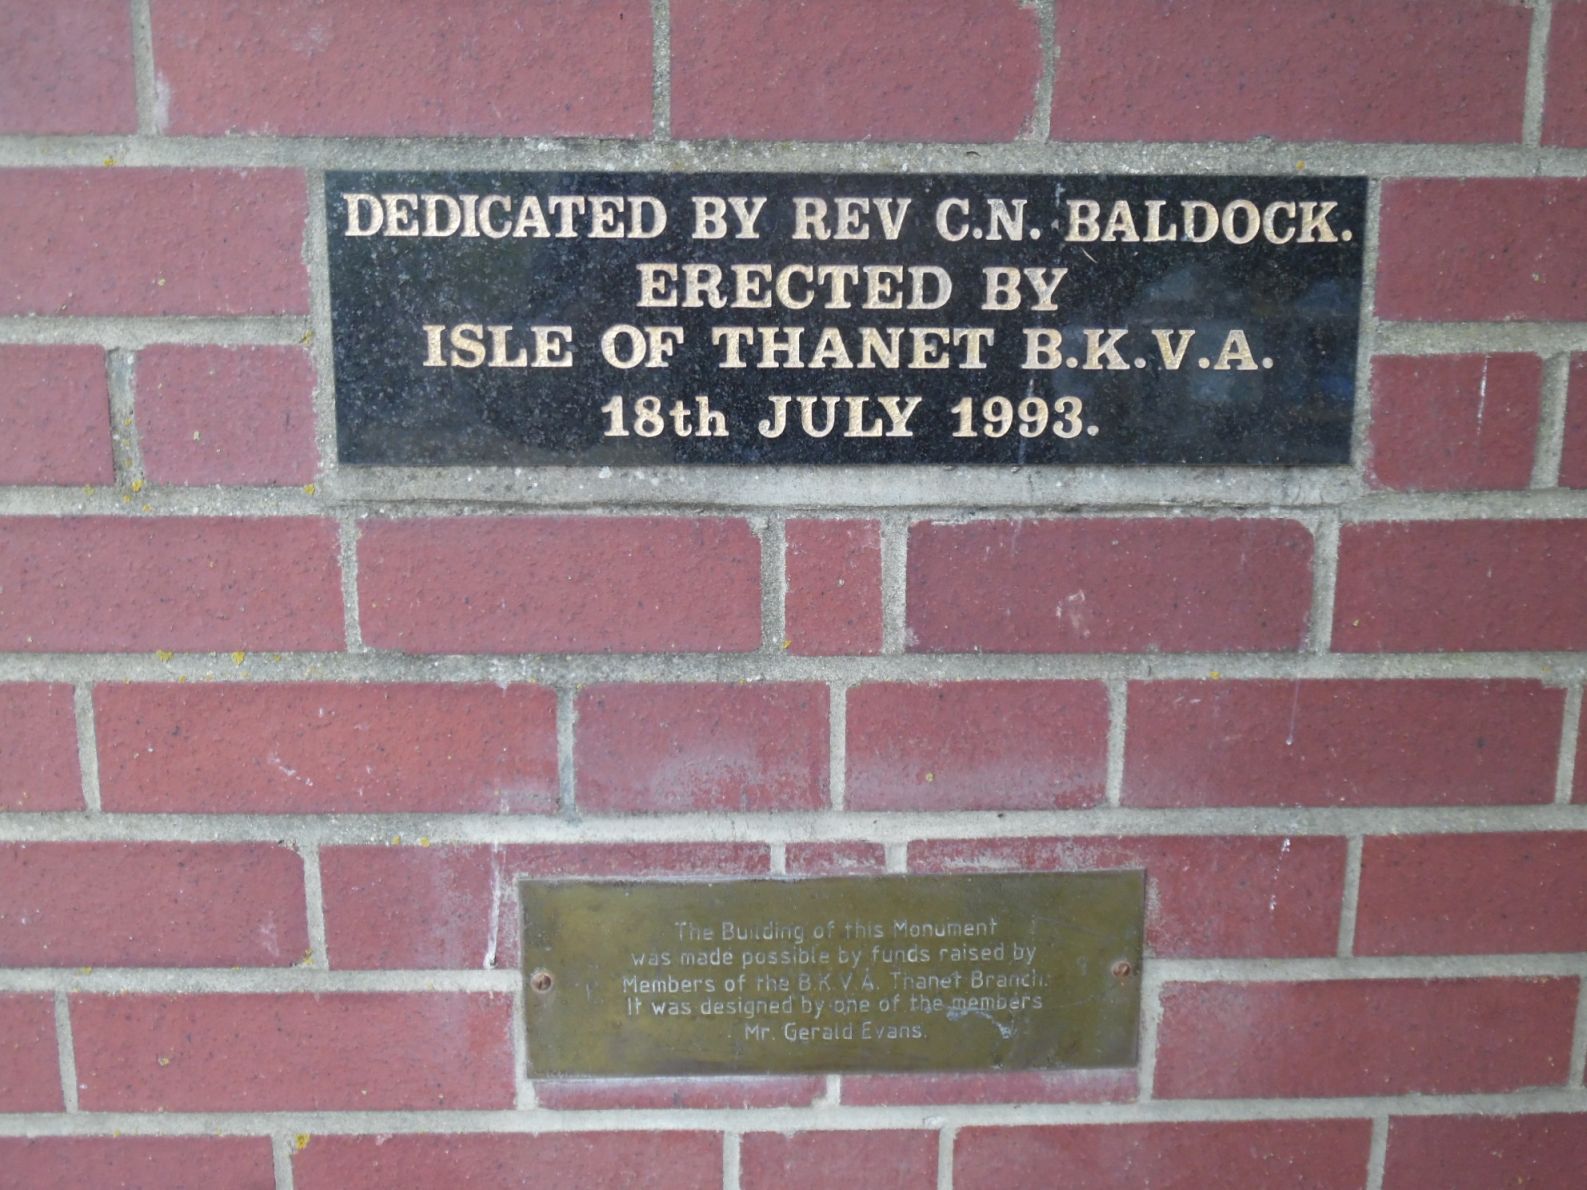 DEDICATED BY REV C.N. BALDOCK.
ERECTED BY
ISLE OF THANET B.K.V.A.
18th JULY 1993.
The Building of this Monument
was made possible by funds raised by
Members of the B.K.V.A. Thanet Branch.
It was designed by one of the members
Mr. Gerald Evans.